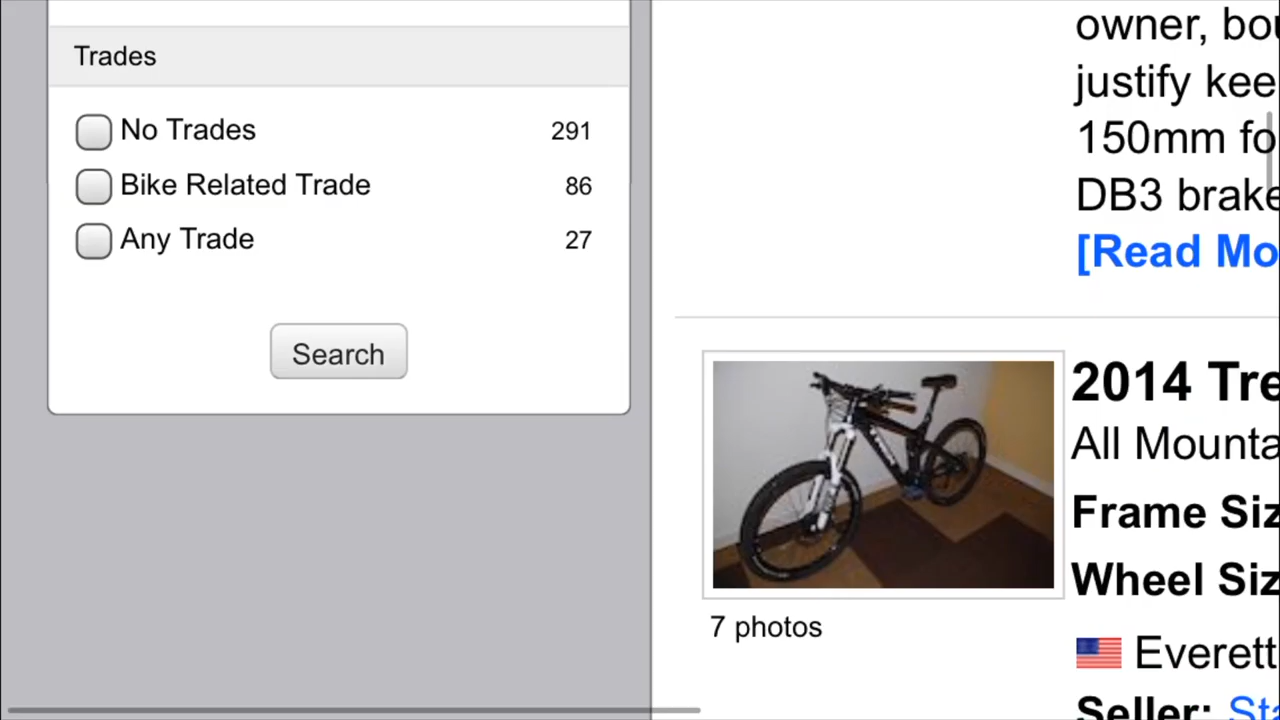 Trades
No Trades 291
Bike Related Trade 86
Any Trade 27
Search
owner, bo
justify kee
150mm fo
DB3 brake
[Read Mo
7 photos
2014 Tre
All Mounta
Frame Siz
Wheel Siz
Everett
Seller: Sta